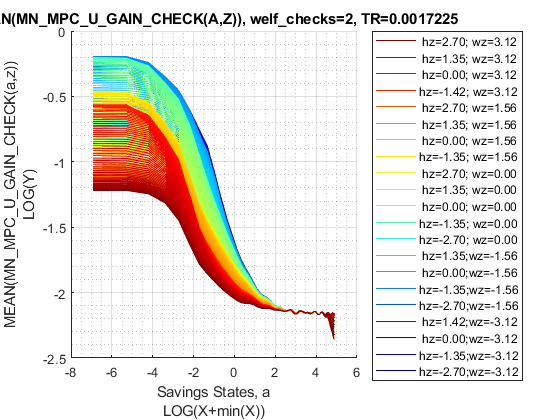 AN(MN_MPC_U_GAIN_CHECK(A,Z)), welf_checks=2, TR=0.0017225
MEAN(MN_MPC_U_GAIN_CHECK(a,z))
LOG(Y)
0
-0.5
-1
-1.5
-2
-2.5
-8
-6
-4
-2
0
2
4
6
Savings States, a
LOG(X+min(X))
hz=2.70; wz=3.12
hz=1.35; wz=3.12
hz=0.00; wz=3.12
hz=-1.42; wz=3.12
hz=2.70; wz=1.56
hz=1.35; wz=1.56
hz=0.00; wz=1.56
hz=-1.35; wz=1.56
hz=2.70; wz=0.00
hz=1.35; wz=0.00
hz=0.00; wz=0.00
hz=-1.35; wz=0.00
hz=-2.70; wz=0.00
hz=1.35;wz=-1.56
hz=0.00;wz=-1.56
hz=-1.35;wz=-1.56
hz=-2.70;wz=-1.56
hz=1.42;wz=-3.12
hz=0.00;wz=-3.12
hz=-1.35;wz=-3.12
hz=-2.70;wz=-3.12